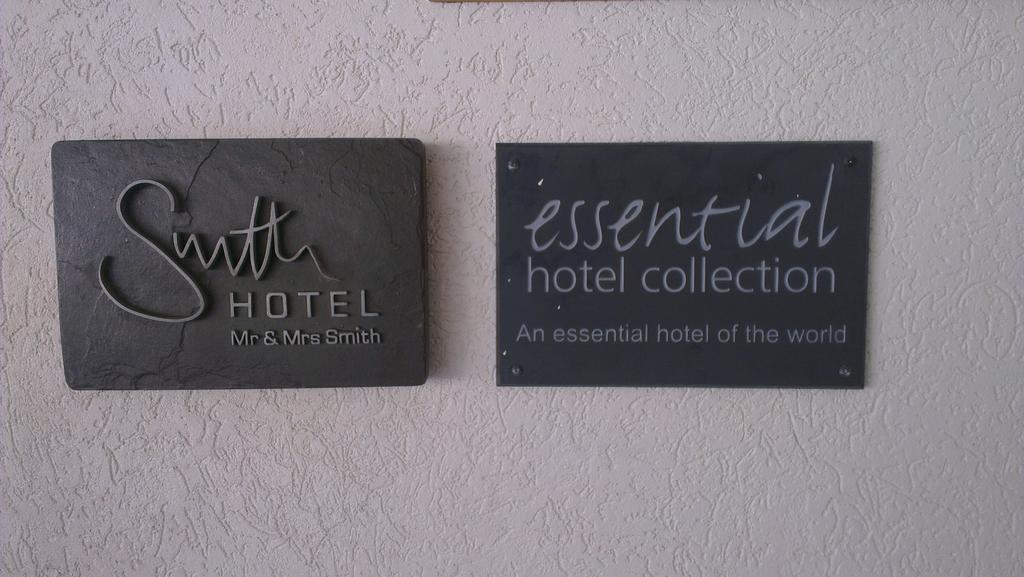 Smith
HOTEL
Mr & Mrs Smith
essential
hotel collection
An essential hotel of the world